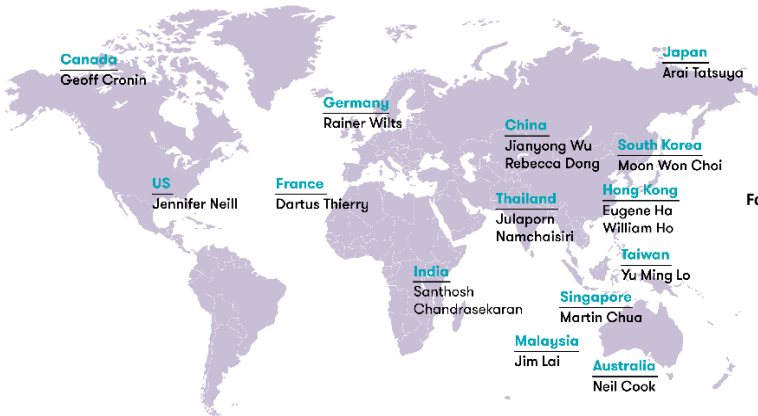 Canada
Geoff Cronin
Japan
Arai Tatsuya
Germany
Rainer Wilts
China
Jianyong Wu
Rebecca Dong
South Korea
Moon Won Choi
US
Jennifer Neill
France
Dartus Thierry
Thailand
Julaporn
Namchaisiri
Hong Kong
Eugene Ha
William Ho
Fo
Taiwan
Yu Ming Lo
India
Santhosh
Chandrasekaran
Singapore
Martin Chua
Malaysia
Jim Lai
Australia
Neil Cook